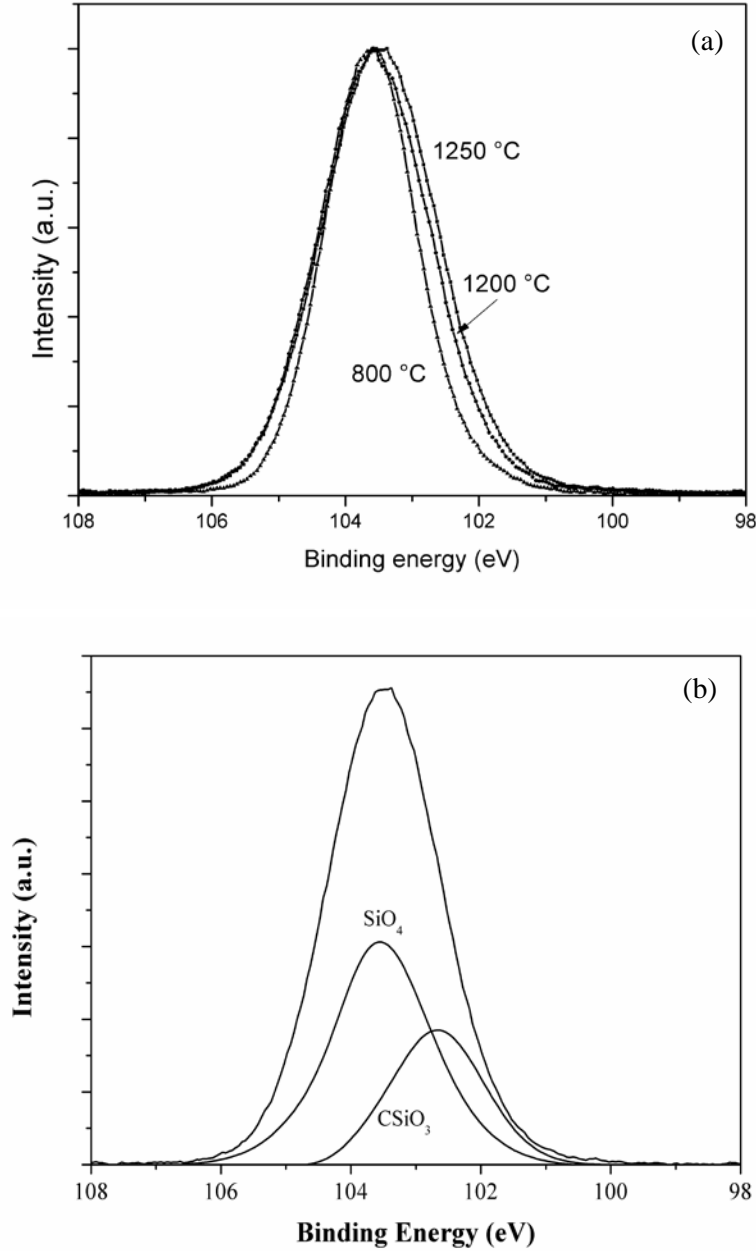 (a)
1250 °C
1200 °C
800 °C
Intensity (a.u.)
108 106 104 102 100 98
Binding energy (eV)
(b)
SiO₄
CSiO₃
Intensity (a.u.)
108 106 104 102 100 98
Binding Energy (eV)